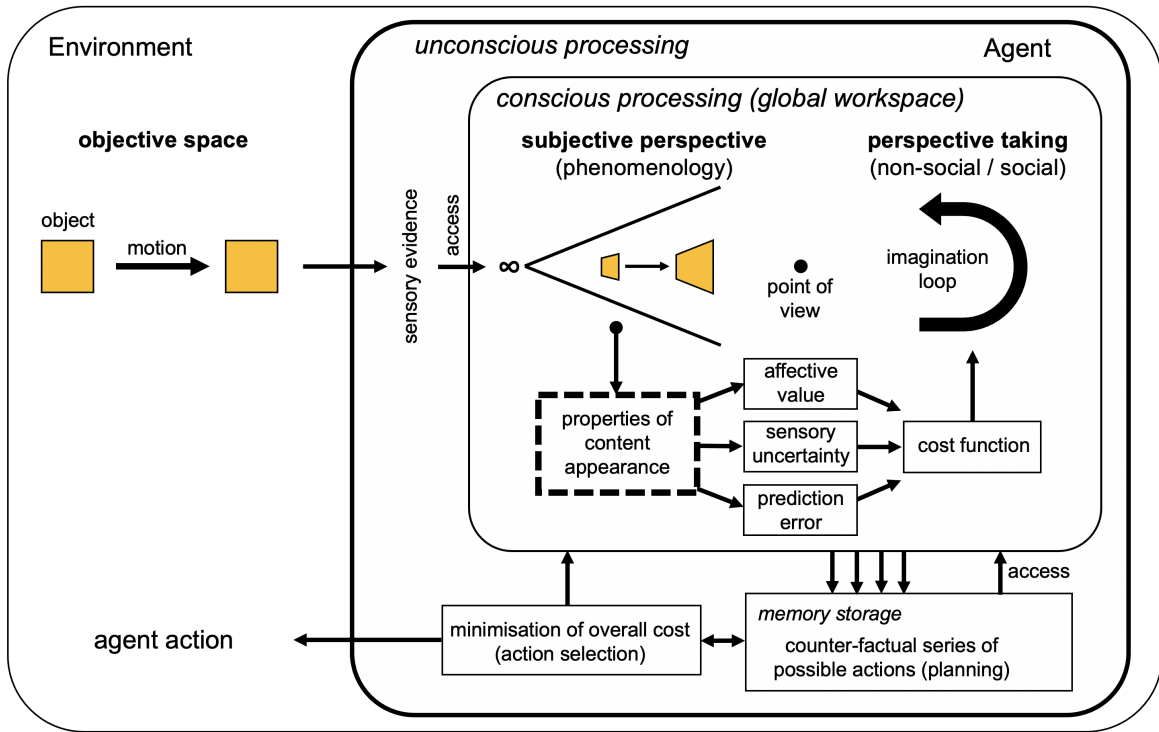 Environment
unconscious processing
Agent
conscious processing (global workspace)
objective space
subjective perspective
(phenomenology)
perspective taking
(non-social / social)
object
motion
sensory evidence
access
∞
point of
view
imagination
loop
properties of
content
appearance
affective
value
sensory
uncertainty
prediction
error
cost function
access
agent action
minimisation of overall cost
(action selection)
memory storage
counter-factual series of
possible actions (planning)